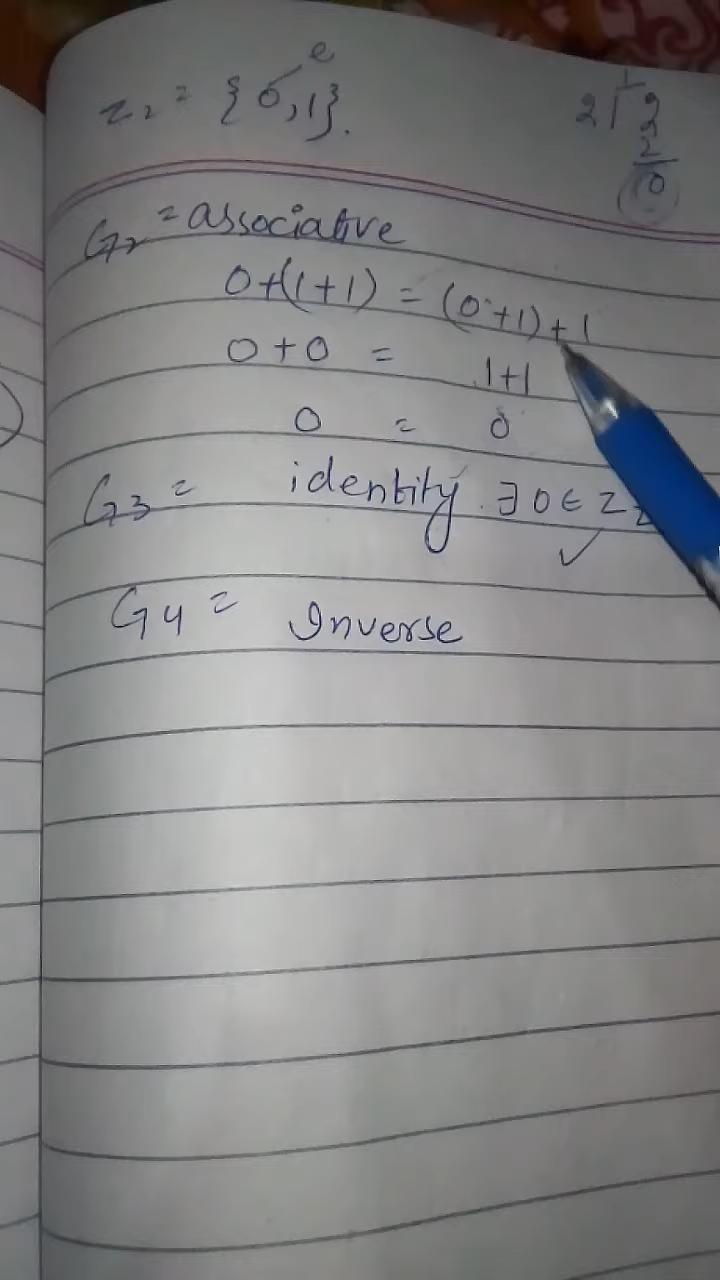 e
z₂ = {0,1}.
1
2 | 2
2
0
G₂ = associative
0+(1+1) = (0+1)+1
0+0 = 1+1
0 = 0
G3 = identity ∃ 0 ∈ Z2
✓
G4 = Inverse